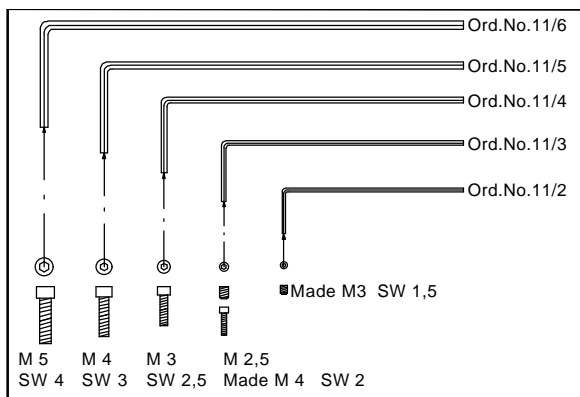 Ord.No.11/6
Ord.No.11/5
Ord.No.11/4
Ord.No.11/3
Ord.No.11/2
Made M3 SW 1,5
M 5 M 4 M 3 M 2,5
SW 4 SW 3 SW 2,5 Made M 4 SW 2